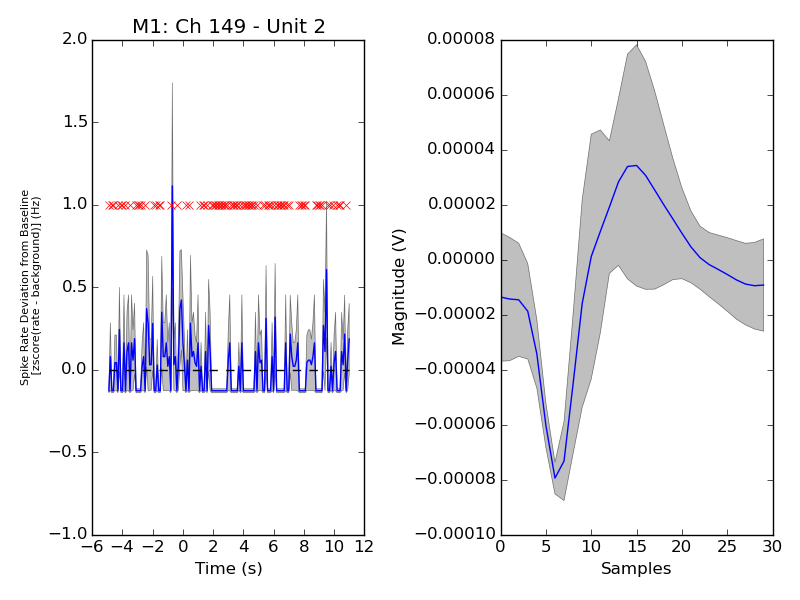 M1: Ch 149 - Unit 2
2.0
1.5
1.0
0.5
0.0
−0.5
−1.0
−6 −4 −2 0 2 4 6 8 10 12
Time (s)
Spike Rate Deviation from Baseline
[zscore(rate - background)] (Hz)
0.00008
0.00006
0.00004
0.00002
0.00000
−0.00002
−0.00004
−0.00006
−0.00008
−0.00010
0 5 10 15 20 25 30
Samples
Magnitude (V)